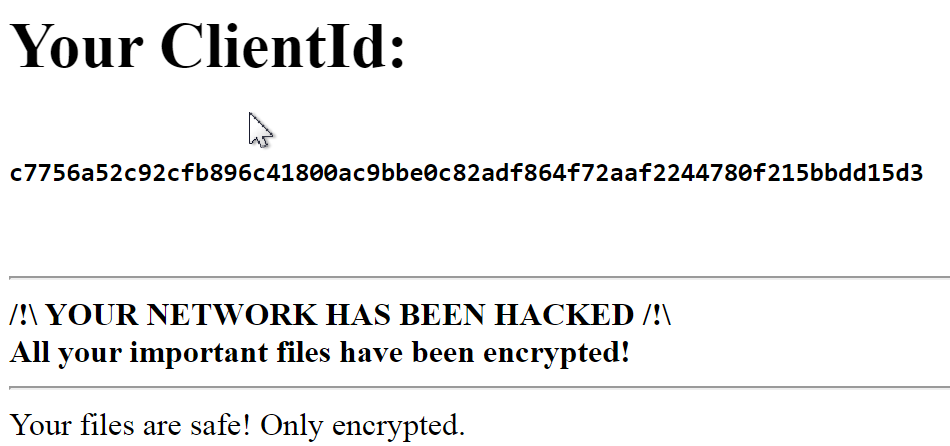 Your ClientId:
c7756a52c92cfb896c41800ac9bbe0c82adf864f72aaf2244780f215bbdd15d3
/!\ YOUR NETWORK HAS BEEN HACKED /!\
All your important files have been encrypted!
Your files are safe! Only encrypted.